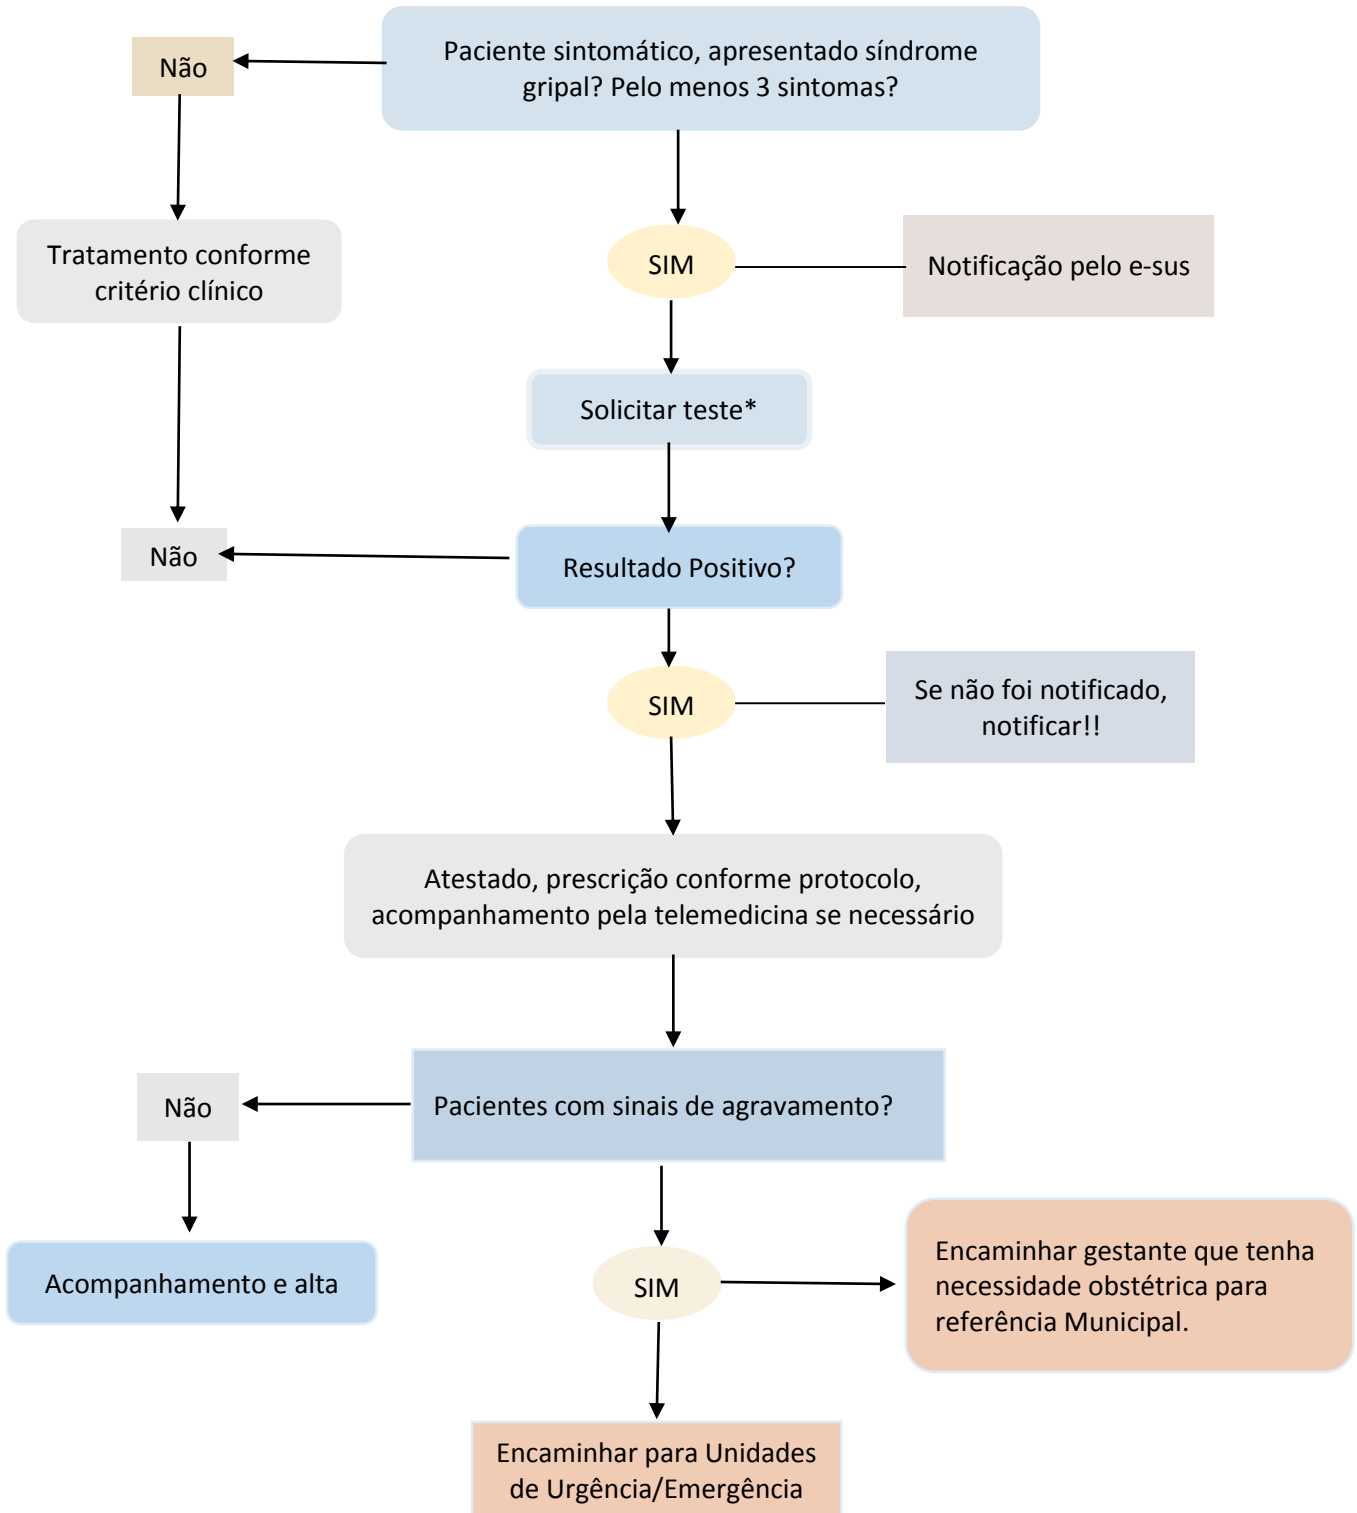 Paciente sintomático, apresentado síndrome
gripal? Pelo menos 3 sintomas?
Não
Tratamento conforme
critério clínico
SIM
Notificação pelo e-sus
Solicitar teste*
Não
Resultado Positivo?
SIM
Se não foi notificado,
notificar!!
Atestado, prescrição conforme protocolo,
acompanhamento pela telemedicina se necessário
Não
Pacientes com sinais de agravamento?
Acompanhamento e alta
SIM
Encaminhar gestante que tenha
necessidade obstétrica para
referência Municipal.
Encaminhar para Unidades
de Urgência/Emergência